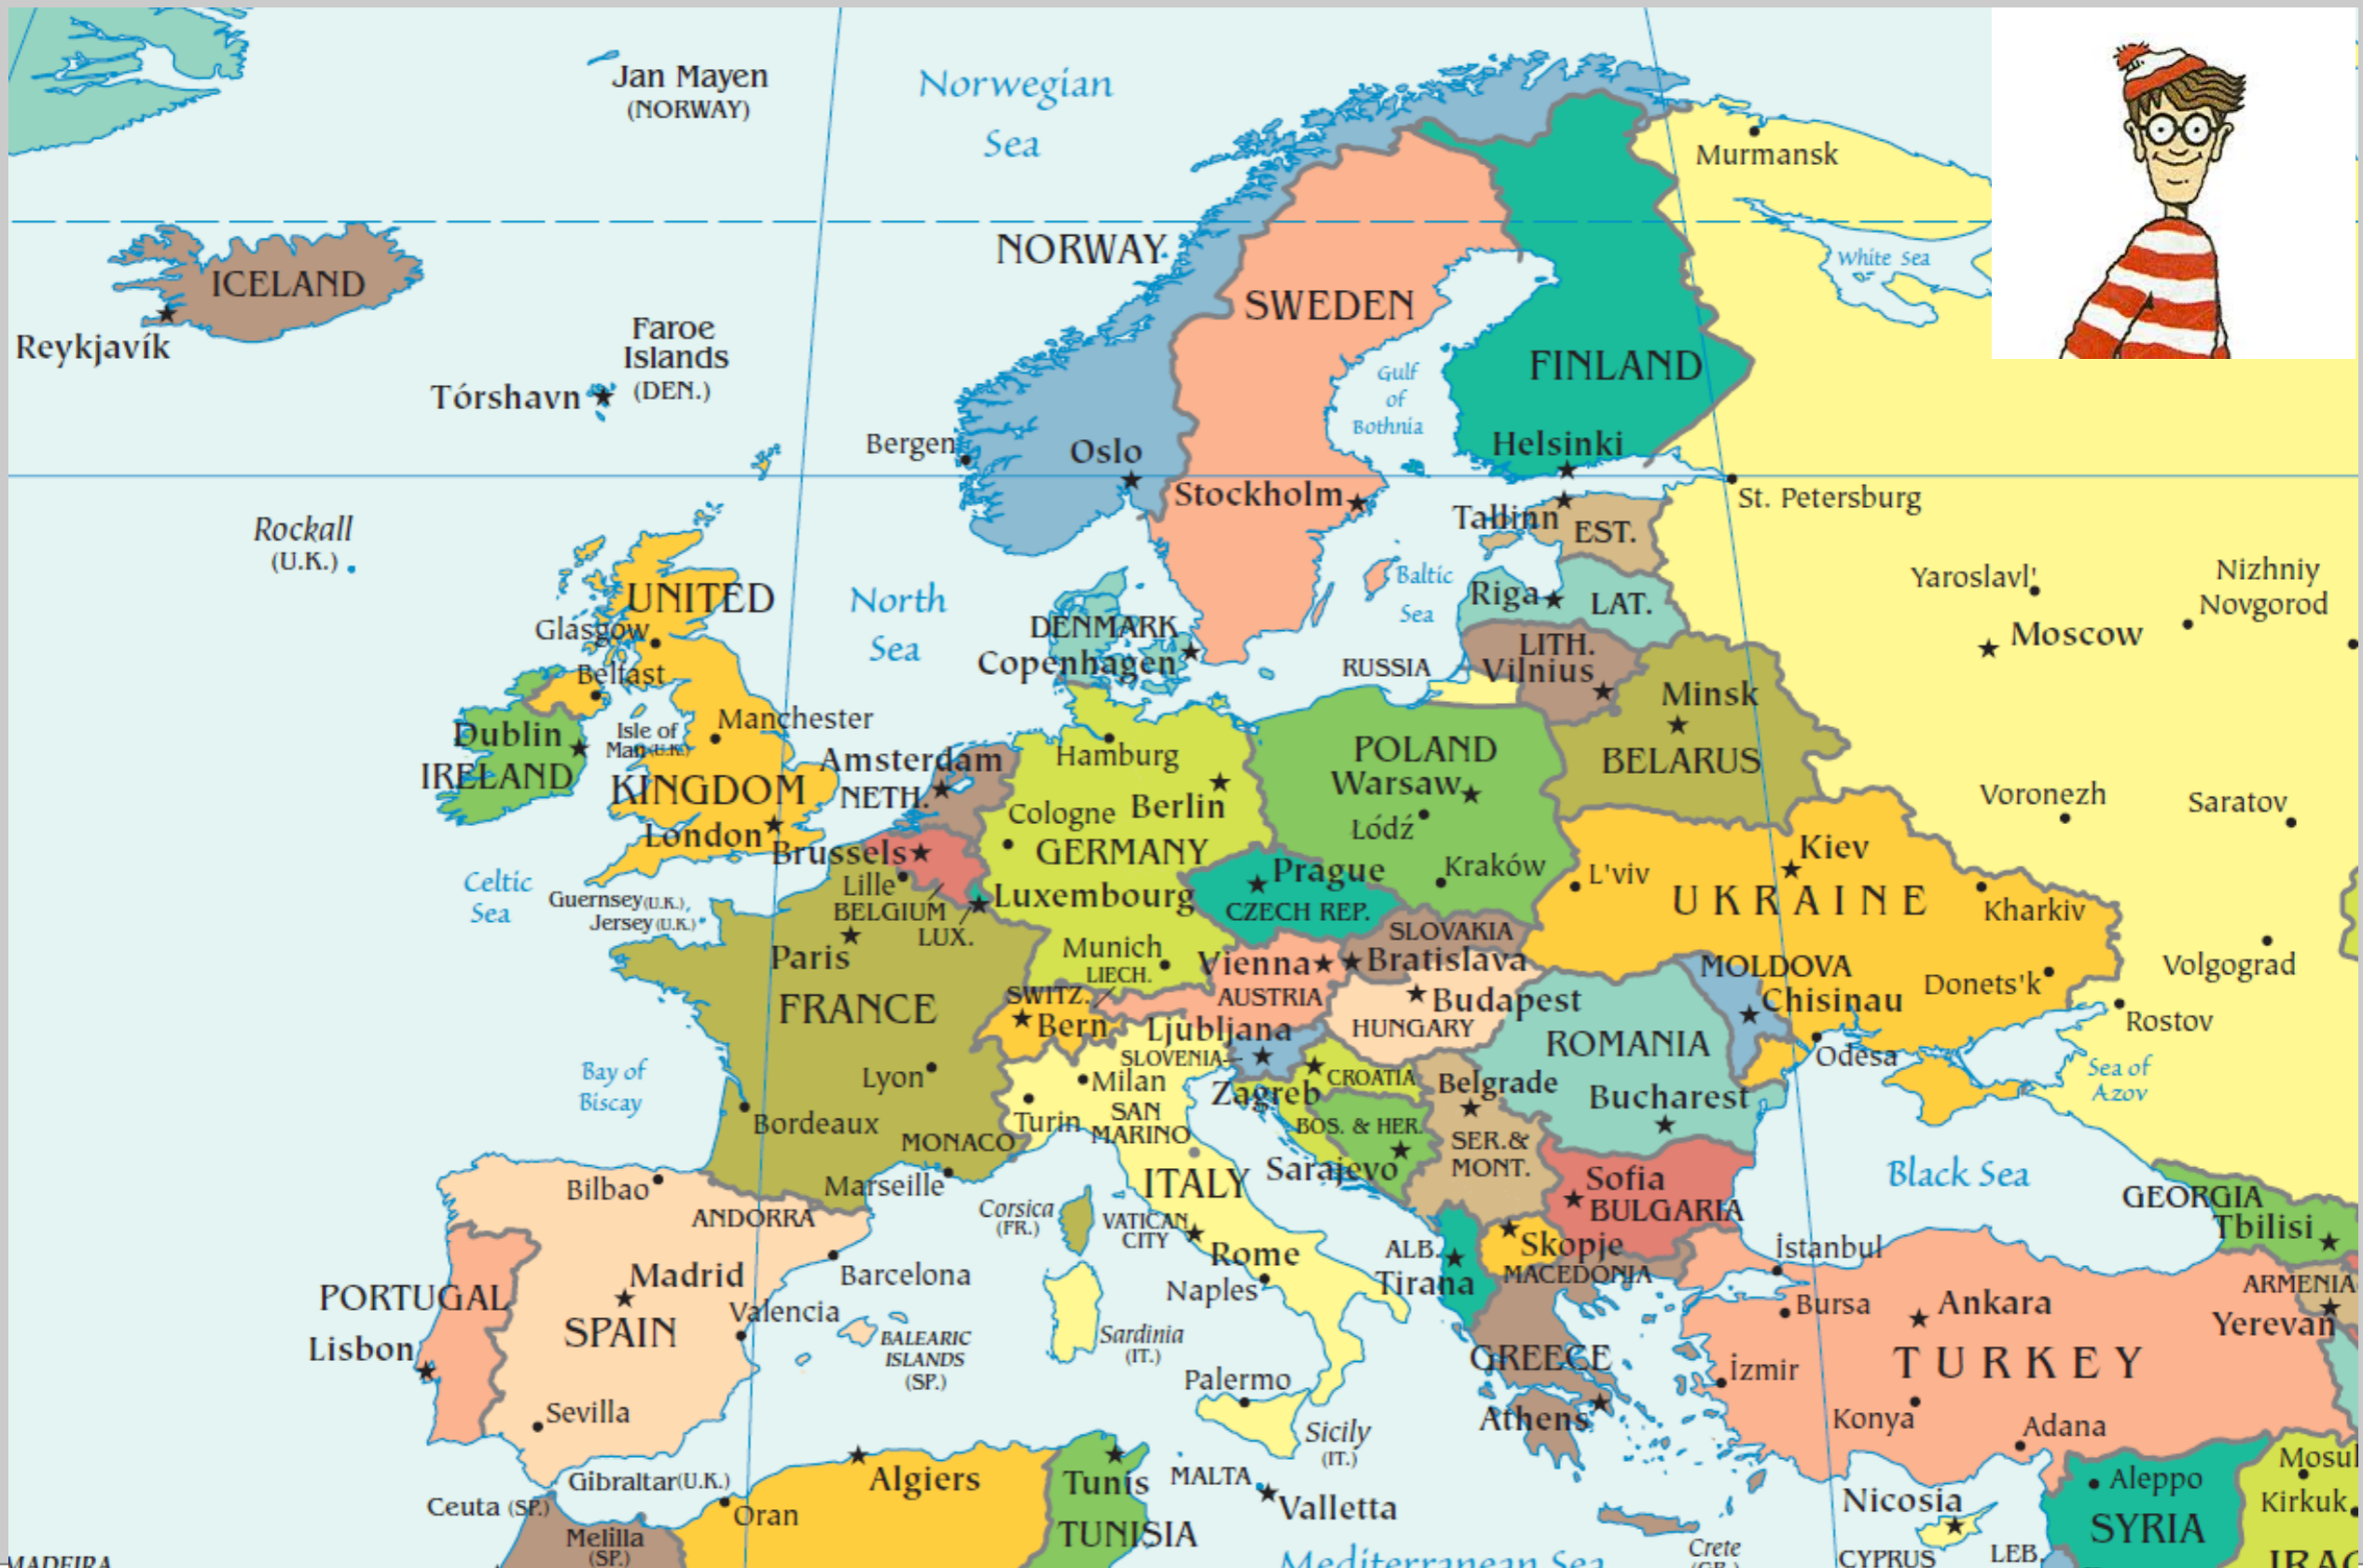 Jan Mayen
(NORWAY)
Norwegian
Sea
Murmansk
NORWAY
White Sea
ICELAND
SWEDEN
Reykjavík
Faroe
Islands
(DEN.)
Tórshavn
FINLAND
Gulf
of
Bothnia
Bergen
Oslo
Helsinki
Stockholm
St. Petersburg
Tallinn
EST.
Rockall
(U.K.)
Baltic
Sea
Yaroslavl'
Nizhniy
Novgorod
UNITED
North
Sea
Riga
LAT.
Glasgow
DENMARK
Moscow
LITH.
Copenhagen
RUSSIA
Vilnius
Belfast
Minsk
Manchester
Isle of
Man (U.K.)
Dublin
IRELAND
Hamburg
POLAND
BELARUS
Amsterdam
KINGDOM
NETH.
Warsaw
Berlin
Cologne
Voronezh
Saratov
Łódź
London
Brussels
GERMANY
Kiev
Prague
Kraków
L'viv
Celtic
Sea
Lille
Luxembourg
UKRAINE
Guernsey (U.K.),
Jersey (U.K.)
BELGIUM
CZECH REP.
Kharkiv
LUX.
SLOVAKIA
Paris
Munich
Vienna
Bratislava
MOLDOVA
Volgograd
LIECH.
Donets'k
SWITZ.
AUSTRIA
Budapest
Chisinau
FRANCE
Bern
Ljubljana
HUNGARY
Rostov
ROMANIA
Odesa
SLOVENIA
Bay of
Biscay
Sea of
Azov
Lyon
Milan
Zagreb
CROATIA
Belgrade
Bucharest
SAN
MARINO
Turin
Bordeaux
BOS. & HER.
MONACO
SER.&
MONT.
Sarajevo
Sofia
Black Sea
ITALY
Bilbao
Marseille
BULGARIA
GEORGIA
ANDORRA
Corsica
(FR.)
VATICAN
CITY
Tbilisi
ALB.
Skopje
İstanbul
Rome
Madrid
Barcelona
Tirana
MACEDONIA
ARMENIA
PORTUGAL
Naples
Valencia
Bursa
Ankara
Yerevan
SPAIN
BALEARIC
ISLANDS
(SP.)
Sardinia
(IT.)
Lisbon
GREECE
İzmir
TURKEY
Palermo
Sevilla
Athens
Konya
Adana
Sicily
(IT.)
Gibraltar (U.K.)
Algiers
Tunis
MALTA
Aleppo
Mosul
Ceuta (SP.)
Oran
Valletta
Nicosia
Kirkuk
Melilla
(SP.)
TUNISIA
SYRIA
Crete
MADEIRA
Mediterranean Sea
CYPRUS
LEB.